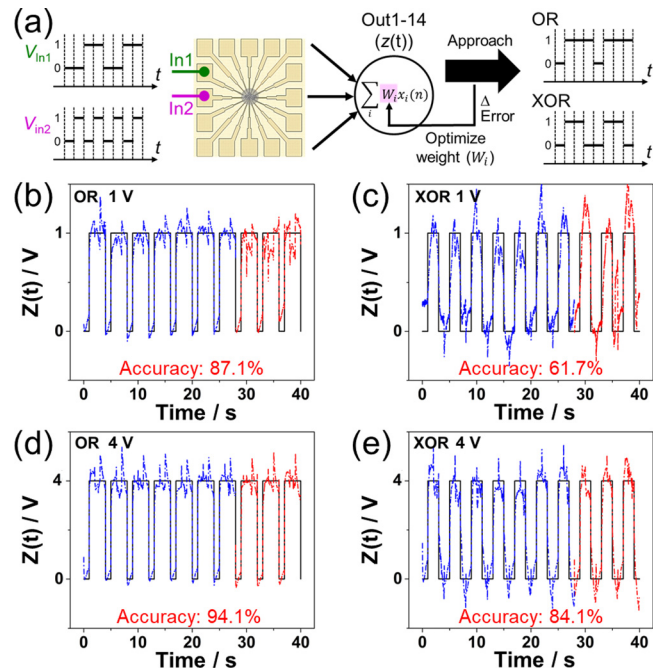 (a)
V_In1
1
0
t
V_in2
1
0
t
In1
In2
Out1-14
(z(t))
∑ W_i x_i(n)
i
Approach
Δ
Error
Optimize
weight (W_i)
OR
1
0
t
XOR
1
0
t
(b)
OR 1 V
Z(t) / V
1
0
Accuracy: 87.1%
0 10 20 30 40
Time / s
(c)
XOR 1 V
Z(t) / V
1
0
Accuracy: 61.7%
0 10 20 30 40
Time / s
(d)
OR 4 V
Z(t) / V
4
0
Accuracy: 94.1%
0 10 20 30 40
Time / s
(e)
XOR 4 V
Z(t) / V
4
0
Accuracy: 84.1%
0 10 20 30 40
Time / s